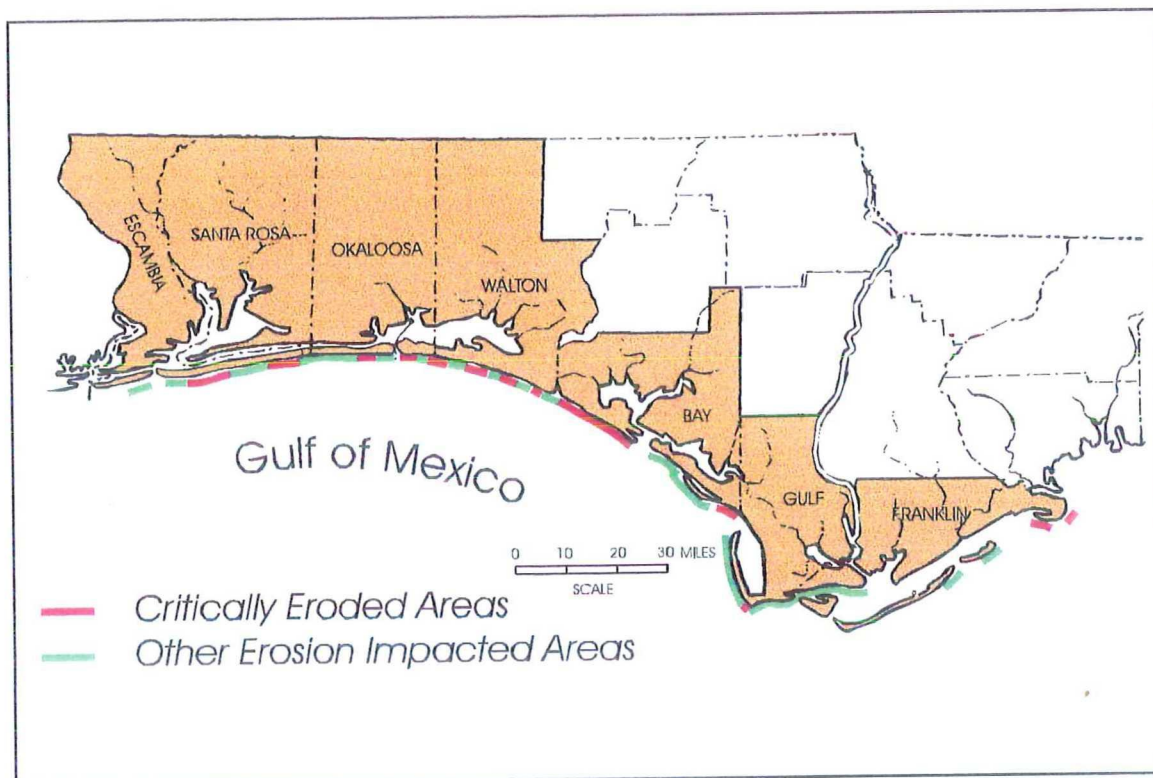 ESCAMBIA
SANTA ROSA
OKALOOSA
WALTON
BAY
GULF
FRANKLIN
Gulf of Mexico
0 10 20 30 MILES
SCALE
Critically Eroded Areas
Other Erosion Impacted Areas